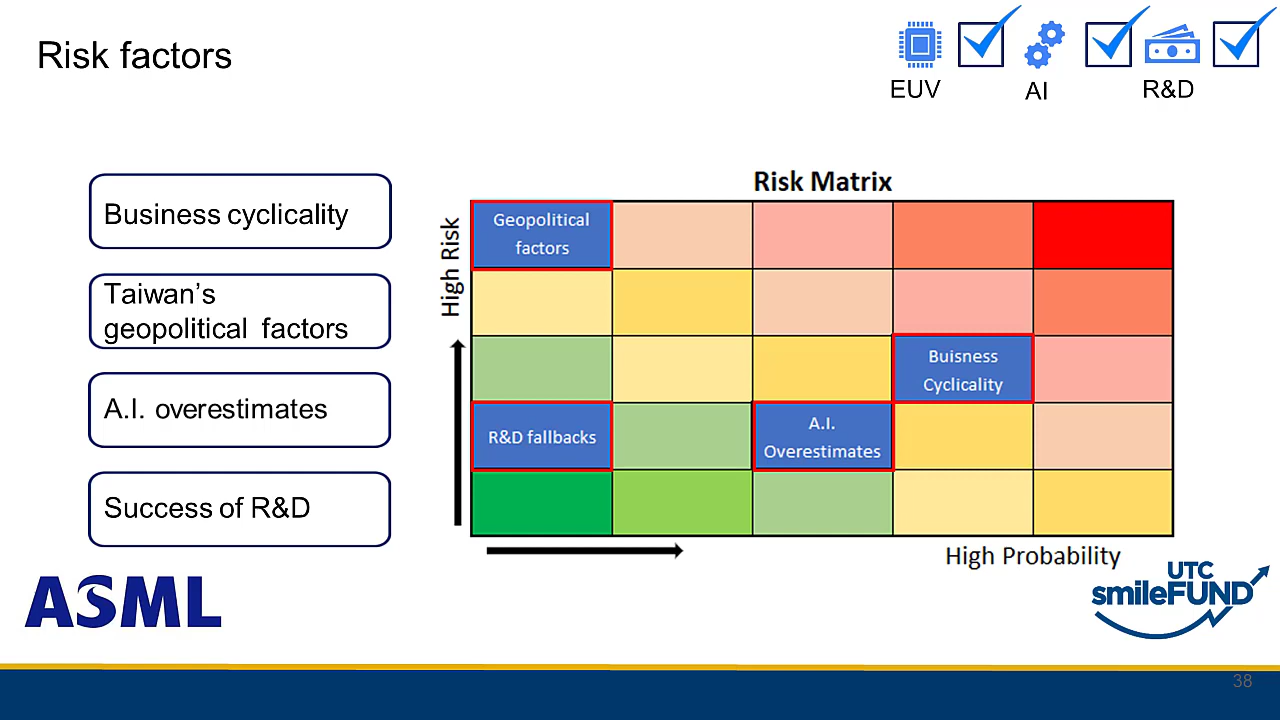 Risk factors
EUV
AI
R&D
Business cyclicality
Taiwan’s
geopolitical factors
A.I. overestimates
Success of R&D
Risk Matrix
High Risk
Geopolitical
factors
Buisness
Cyclicality
R&D fallbacks
A.I.
Overestimates
High Probability
ASML
UTC
smileFUND
38